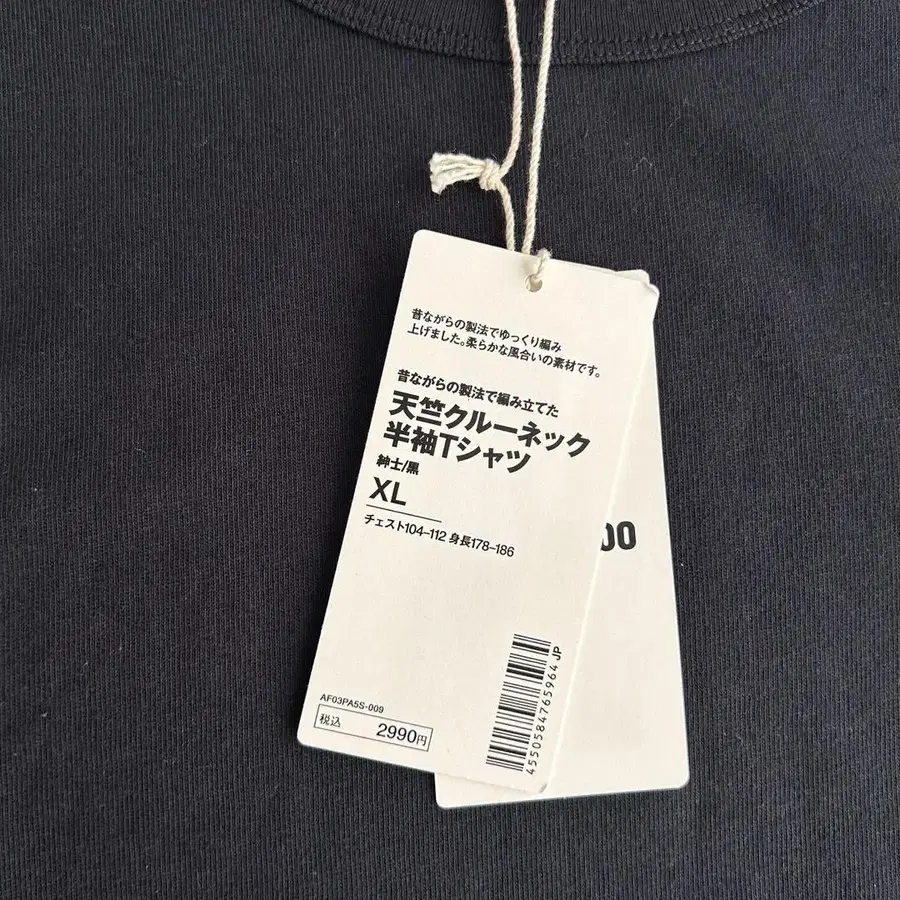 昔ながらの製法でゆっくり編み
上げました。柔らかな風合いの素材です。
昔ながらの製法で編み立てた
天竺クルーネック
半袖Tシャツ
紳士/黒
XL
チェスト104–112 身長178–186
AF03PA5S-009
税込 2990円
4550584765964 JP
00